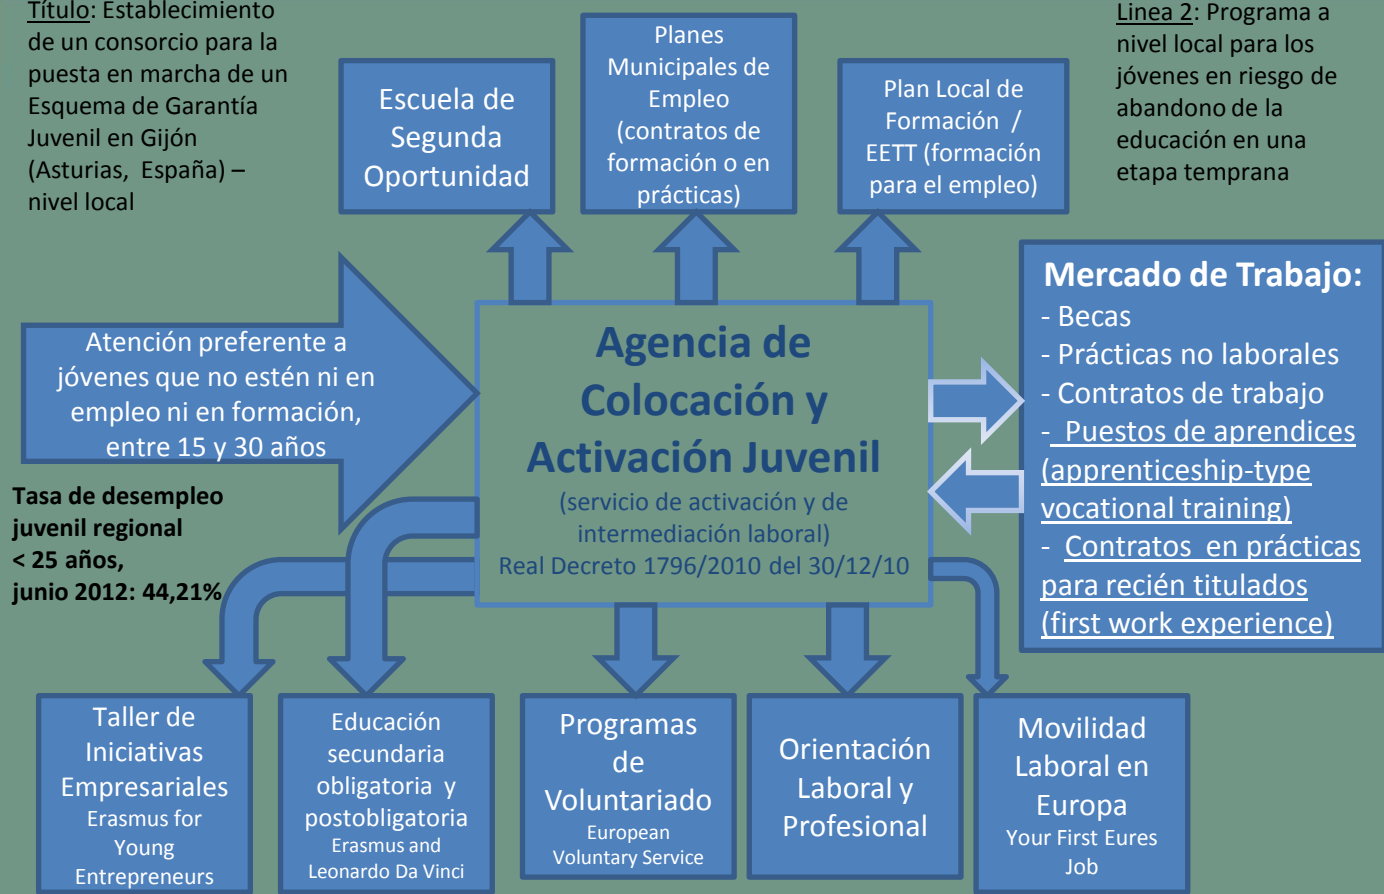 Título: Establecimiento
de un consorcio para la
puesta en marcha de un
Esquema de Garantía
Juvenil en Gijón
(Asturias, España) –
nivel local
Escuela de
Segunda
Oportunidad
Planes
Municipales de
Empleo
(contratos de
formación o en
prácticas)
Plan Local de
Formación /
EETT (formación
para el empleo)
Linea 2: Programa a
nivel local para los
jóvenes en riesgo de
abandono de la
educación en una
etapa temprana
Atención preferente a
jóvenes que no estén ni en
empleo ni en formación,
entre 15 y 30 años
Agencia de
Colocación y
Activación Juvenil
(servicio de activación y de
intermediación laboral)
Real Decreto 1796/2010 del 30/12/10
Mercado de Trabajo:
- Becas
- Prácticas no laborales
- Contratos de trabajo
- Puestos de aprendices
(apprenticeship-type
vocational training)
- Contratos en prácticas
para recién titulados
(first work experience)
Tasa de desempleo
juvenil regional
< 25 años,
junio 2012: 44,21%
Taller de
Iniciativas
Empresariales
Erasmus for
Young
Entrepreneurs
Educación
secundaria
obligatoria y
postobligatoria
Erasmus and
Leonardo Da Vinci
Programas
de
Voluntariado
European
Voluntary Service
Orientación
Laboral y
Profesional
Movilidad
Laboral en
Europa
Your First Eures
Job